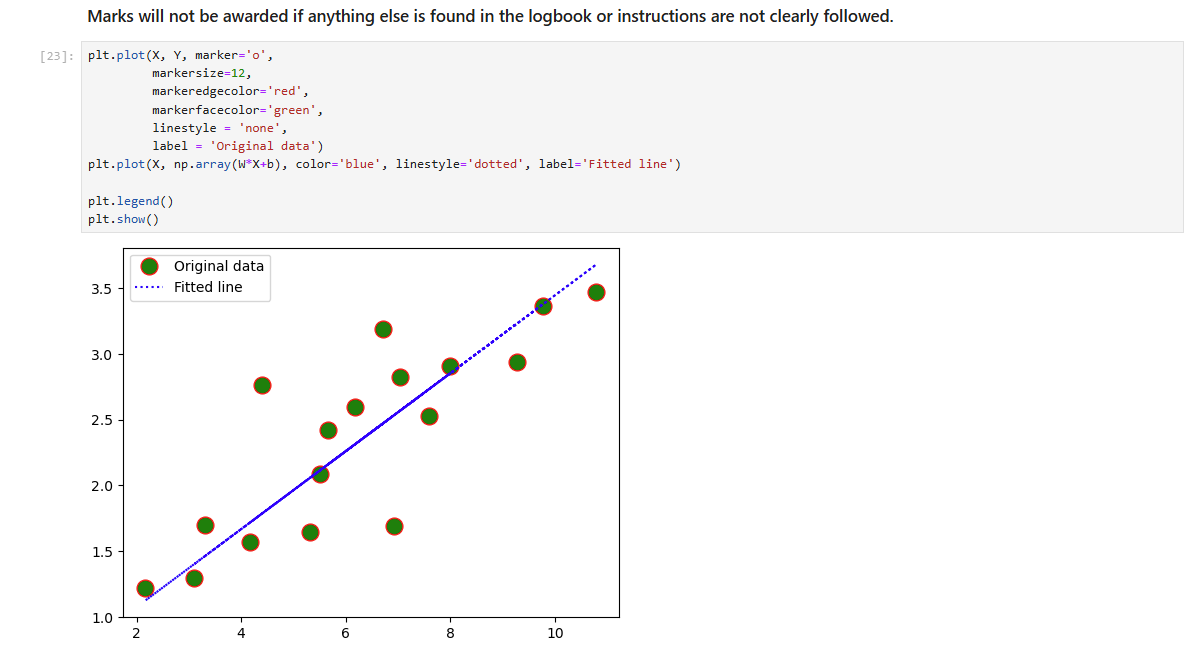 Marks will not be awarded if anything else is found in the logbook or instructions are not clearly followed.
[23]: plt.plot(X, Y, marker='o',
markersize=12,
markeredgecolor='red',
markerfacecolor='green',
linestyle = 'none',
label = 'Original data')
plt.plot(X, np.array(W*X+b), color='blue', linestyle='dotted', label='Fitted line')
plt.legend()
plt.show()
Original data
Fitted line
3.5
3.0
2.5
2.0
1.5
1.0
2 4 6 8 10